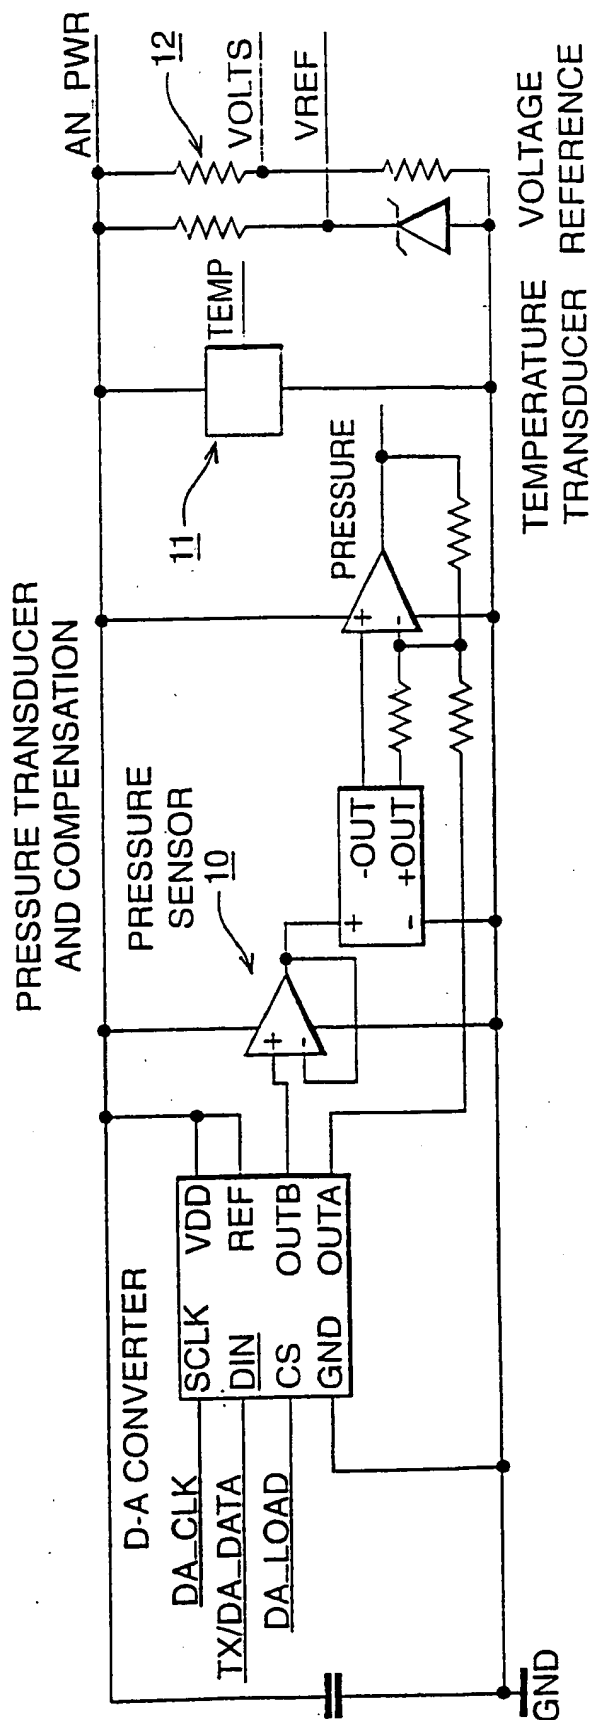 PRESSURE TRANSDUCER
AND COMPENSATION
D-A CONVERTER
DA_CLK
TX/DA_DATA
DA_LOAD
SCLK
DIN
CS
GND
VDD
REF
OUTB
OUTA
PRESSURE
SENSOR
10
+
-
+
-
-OUT
+OUT
+
-
PRESSURE
11
TEMP
12
AN_PWR
VOLTS
VREF
GND
TEMPERATURE
TRANSDUCER
VOLTAGE
REFERENCE